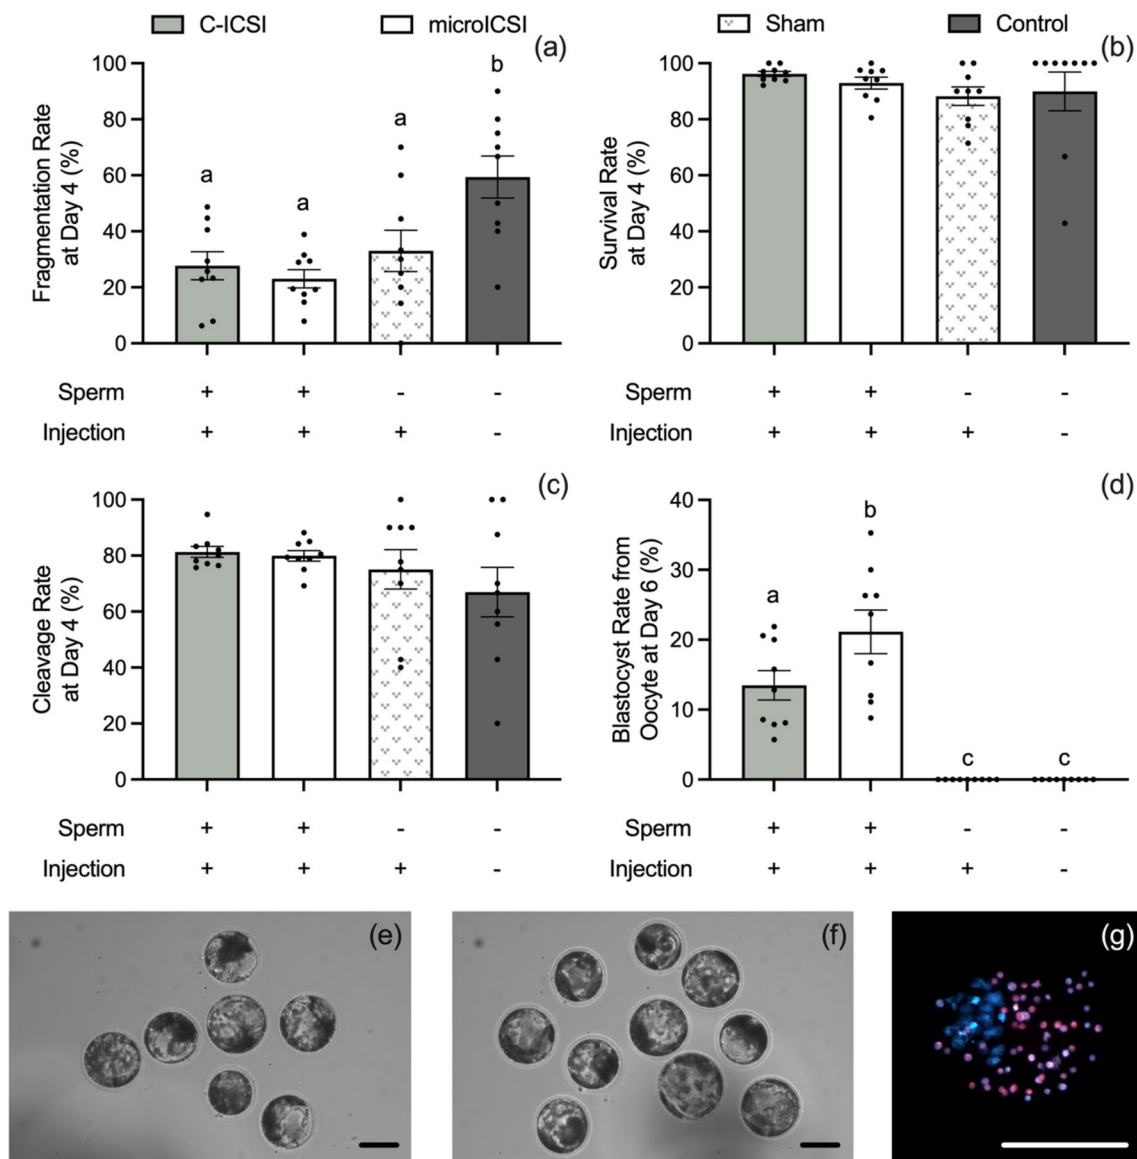 C-ICSI microICSI Sham Control
(a)
Fragmentation Rate
at Day 4 (%)
100
80
60
40
20
0
a a a b
Sperm + + - -
Injection + + + -
(b)
Survival Rate
at Day 4 (%)
100
80
60
40
20
0
Sperm + + - -
Injection + + + -
(c)
Cleavage Rate
at Day 4 (%)
100
80
60
40
20
0
Sperm + + - -
Injection + + + -
(d)
Blastocyst Rate from
Oocyte at Day 6 (%)
40
30
20
10
0
a b c c
Sperm + + - -
Injection + + + -
(e)
(f)
(g)